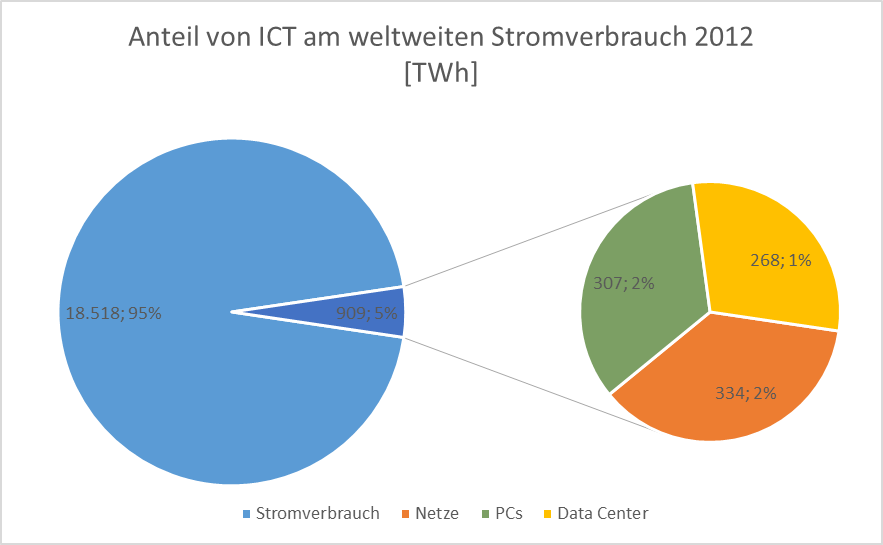 Anteil von ICT am weltweiten Stromverbrauch 2012
[TWh]
18.518; 95%
909; 5%
307; 2%
268; 1%
334; 2%
Stromverbrauch
Netze
PCs
Data Center